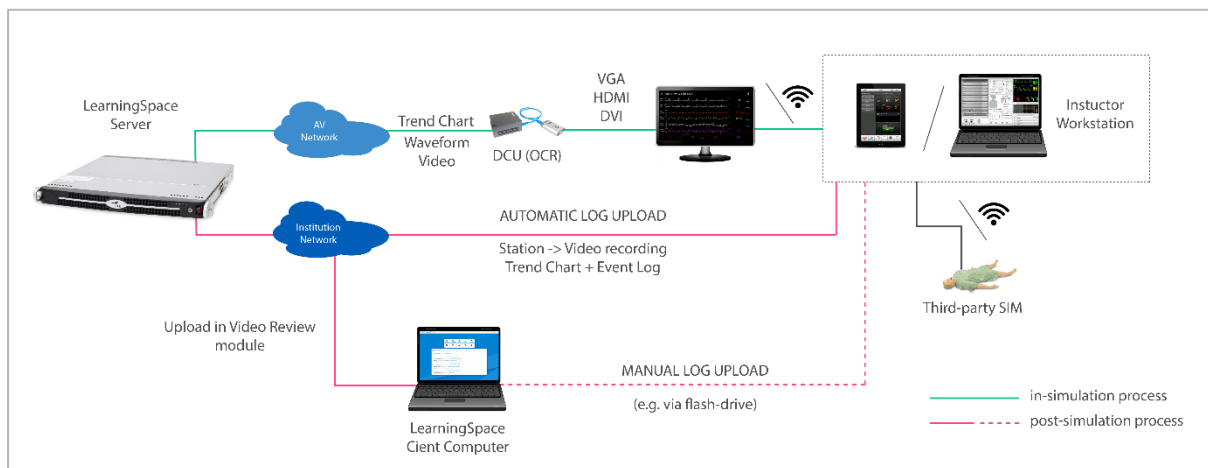 LearningSpace
Server
AV
Network
Trend Chart
Waveform
Video
DCU (OCR)
VGA
HDMI
DVI
Instuctor
Workstation
Institution
Network
AUTOMATIC LOG UPLOAD
Station -> Video recording
Trend Chart + Event Log
Third-party SIM
Upload in Video Review
module
MANUAL LOG UPLOAD
(e.g. via flash-drive)
LearningSpace
Cient Computer
in-simulation process
post-simulation process